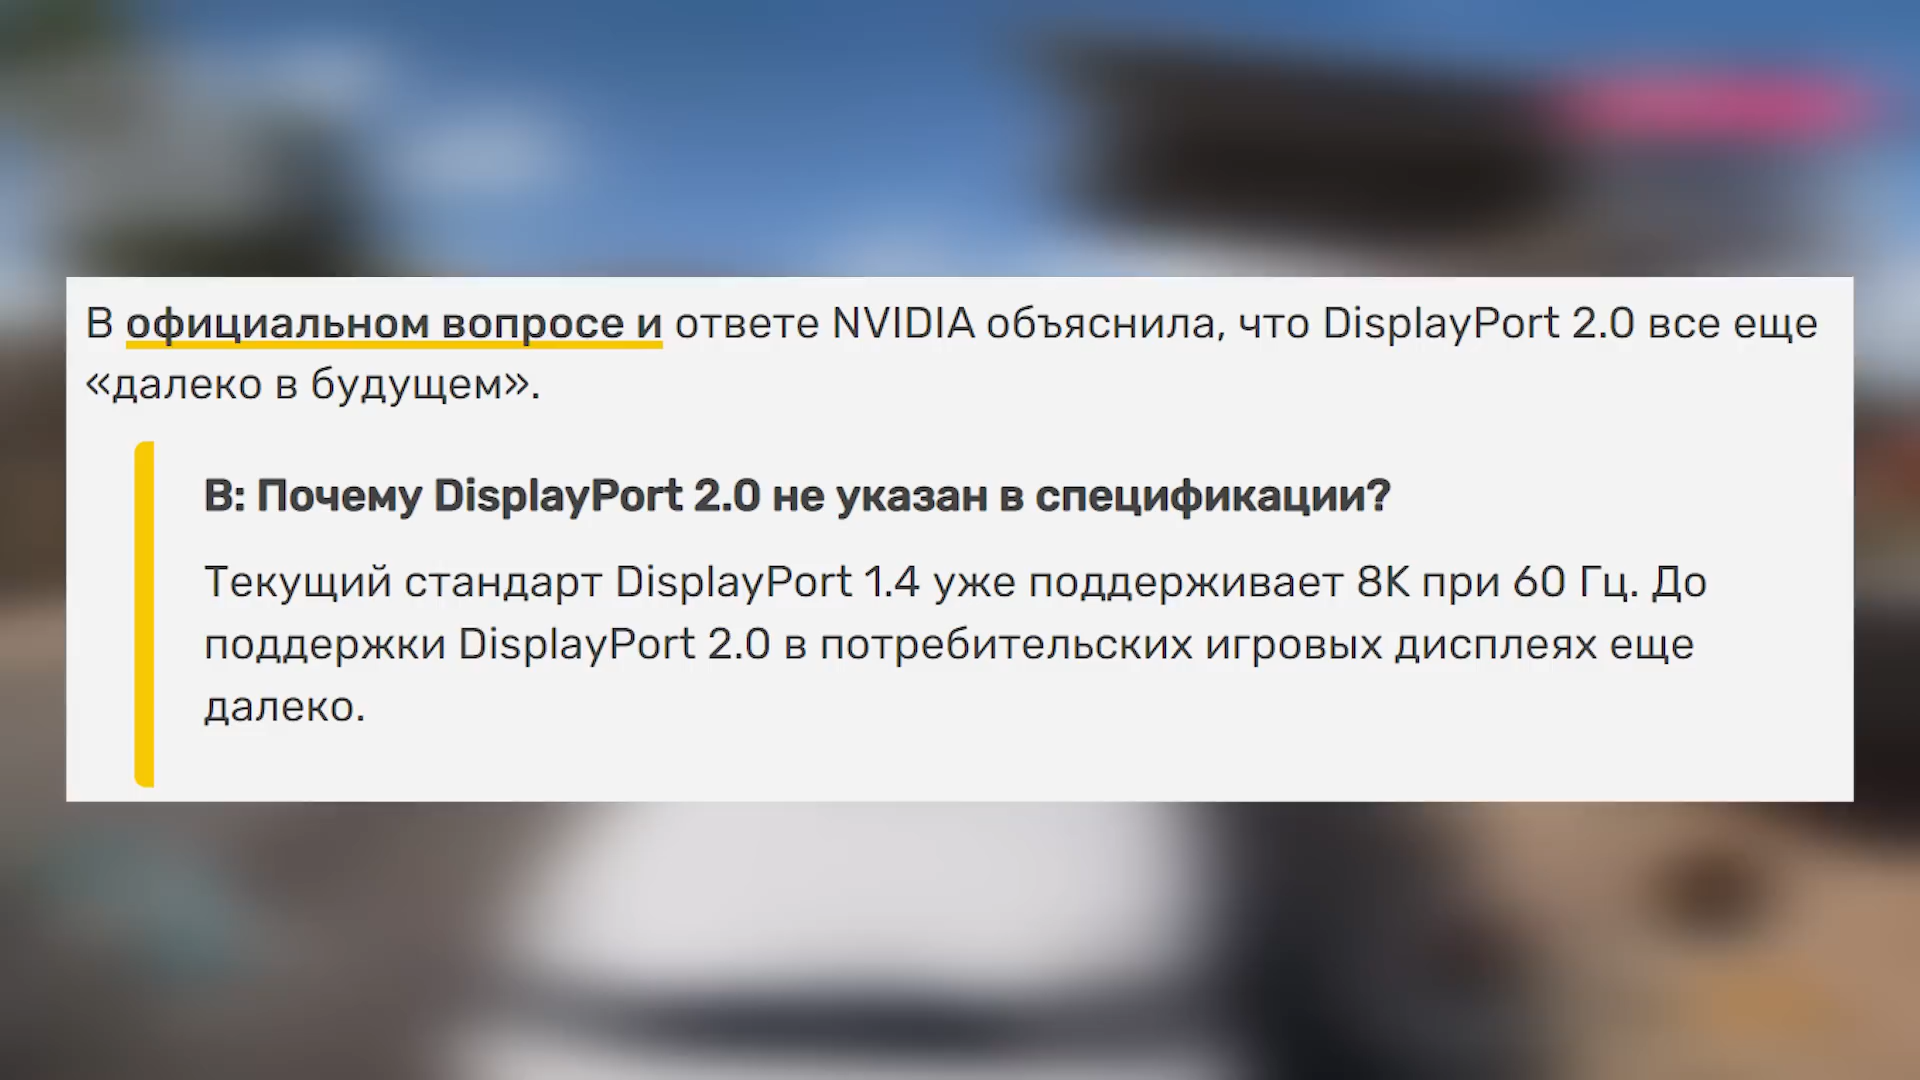 В официальном вопросе и ответе NVIDIA объяснила, что DisplayPort 2.0 все еще
«далеко в будущем».
В: Почему DisplayPort 2.0 не указан в спецификации?
Текущий стандарт DisplayPort 1.4 уже поддерживает 8K при 60 Гц. До
поддержки DisplayPort 2.0 в потребительских игровых дисплеях еще
далеко.